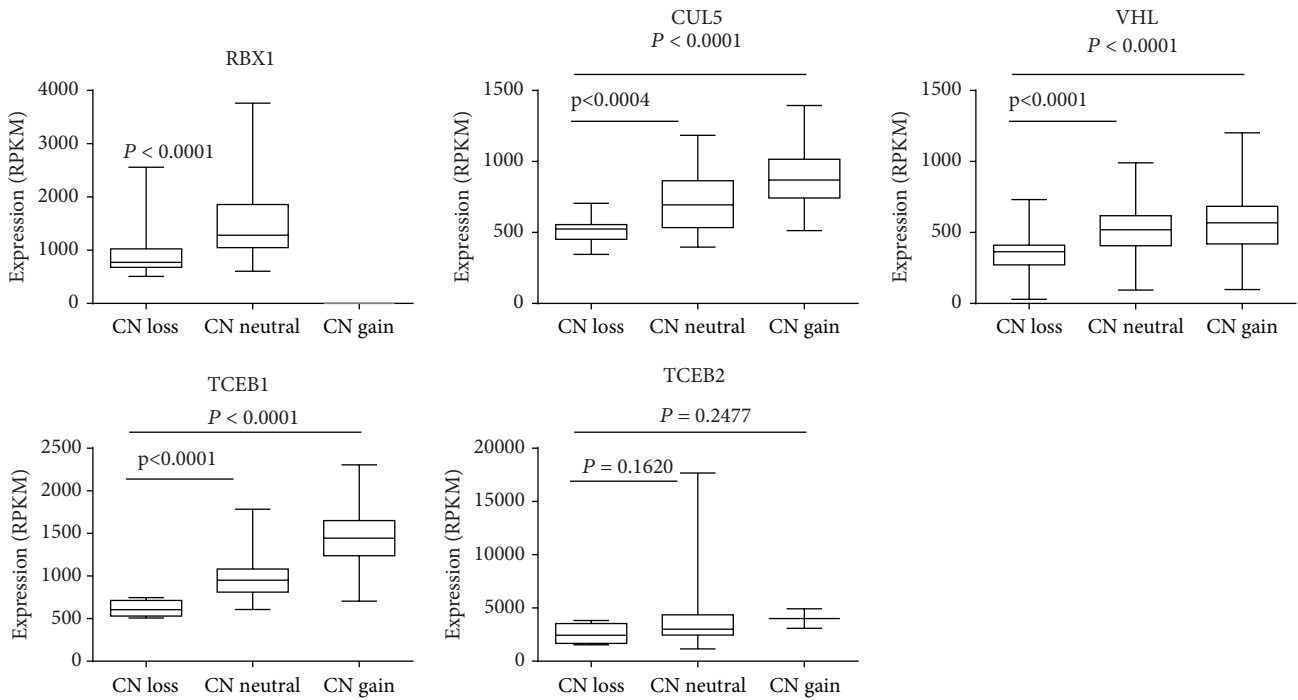 RBX1
Expression (RPKM)
4000
3000
2000
1000
0
P < 0.0001
CN loss CN neutral CN gain
CUL5
P < 0.0001
p<0.0004
Expression (RPKM)
1500
1000
500
0
CN loss CN neutral CN gain
VHL
P < 0.0001
p<0.0001
Expression (RPKM)
1500
1000
500
0
CN loss CN neutral CN gain
TCEB1
P < 0.0001
p<0.0001
Expression (RPKM)
2500
2000
1500
1000
500
0
CN loss CN neutral CN gain
TCEB2
P = 0.2477
P = 0.1620
Expression (RPKM)
20000
15000
10000
5000
0
CN loss CN neutral CN gain